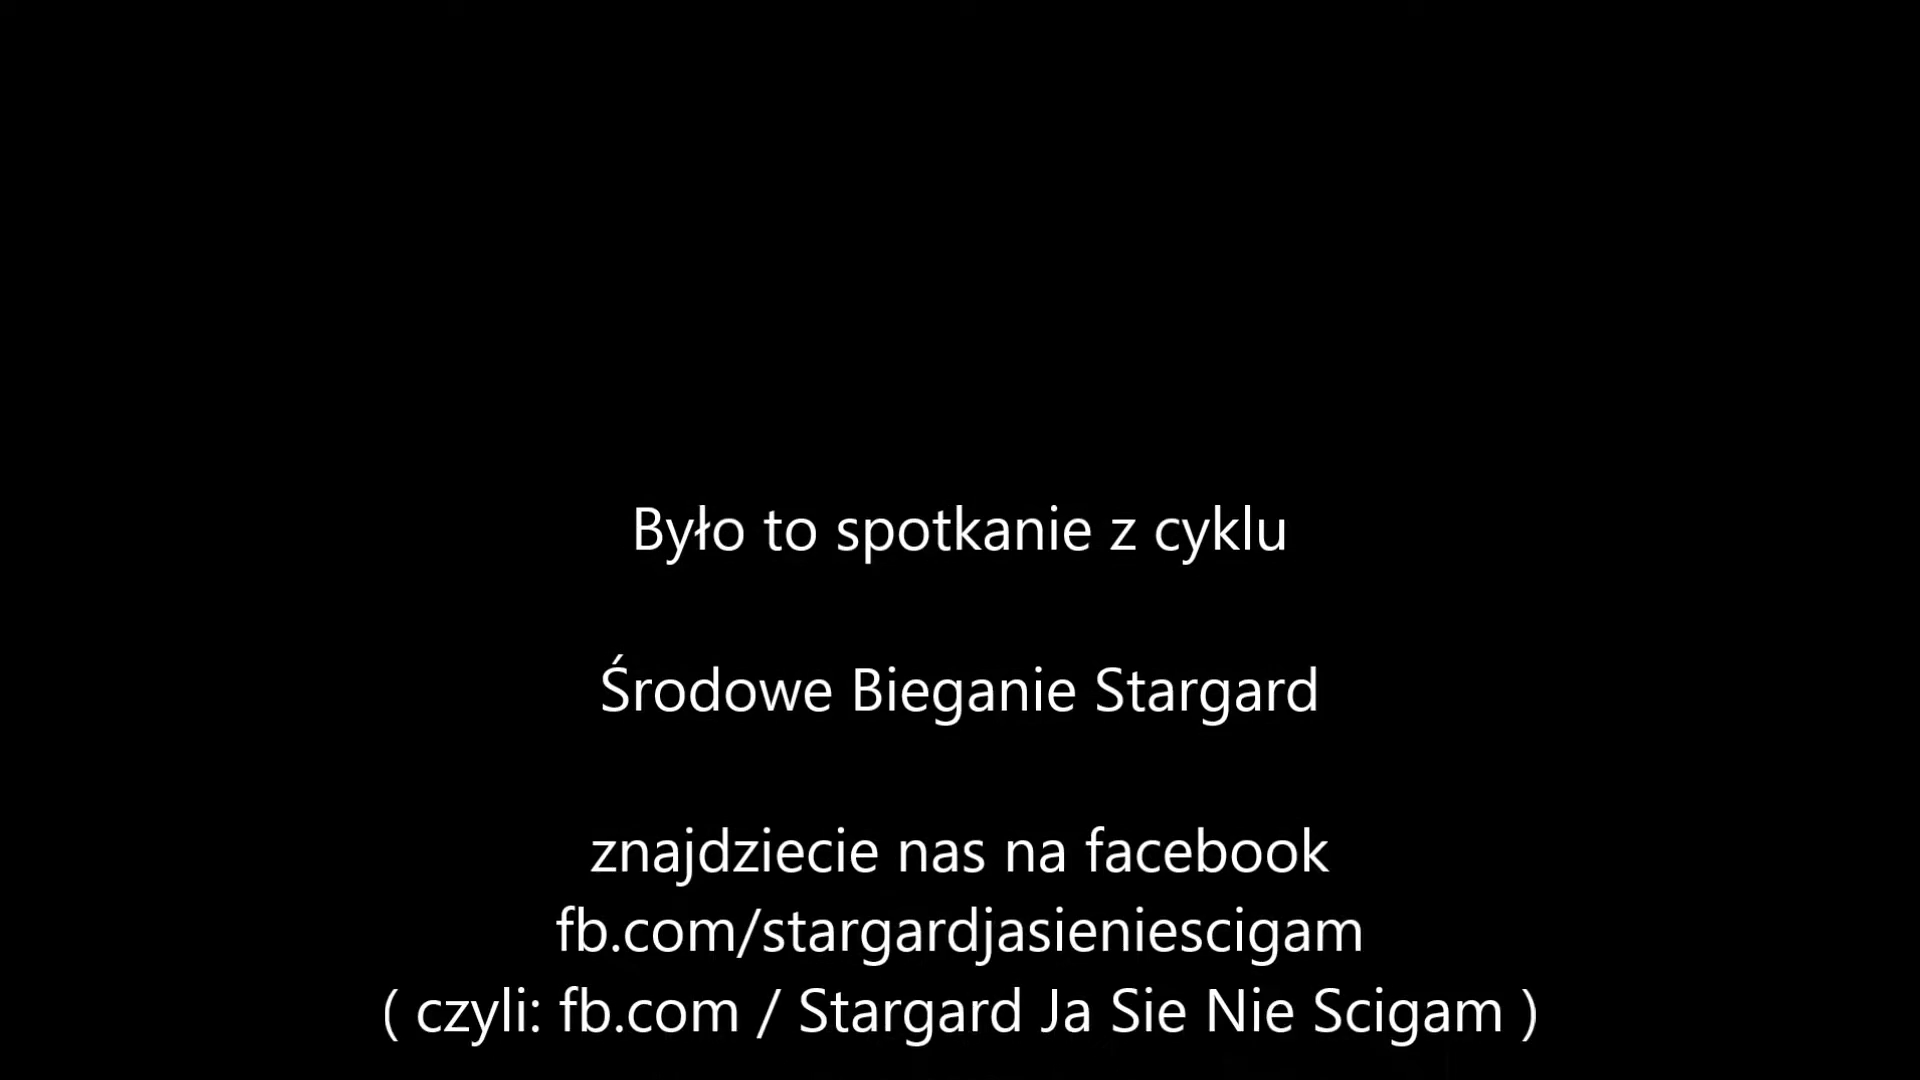 Było to spotkanie z cyklu
Środowe Bieganie Stargard
znajdziecie nas na facebook
fb.com/stargardjasieniescigam
( czyli: fb.com / Stargard Ja Sie Nie Scigam )